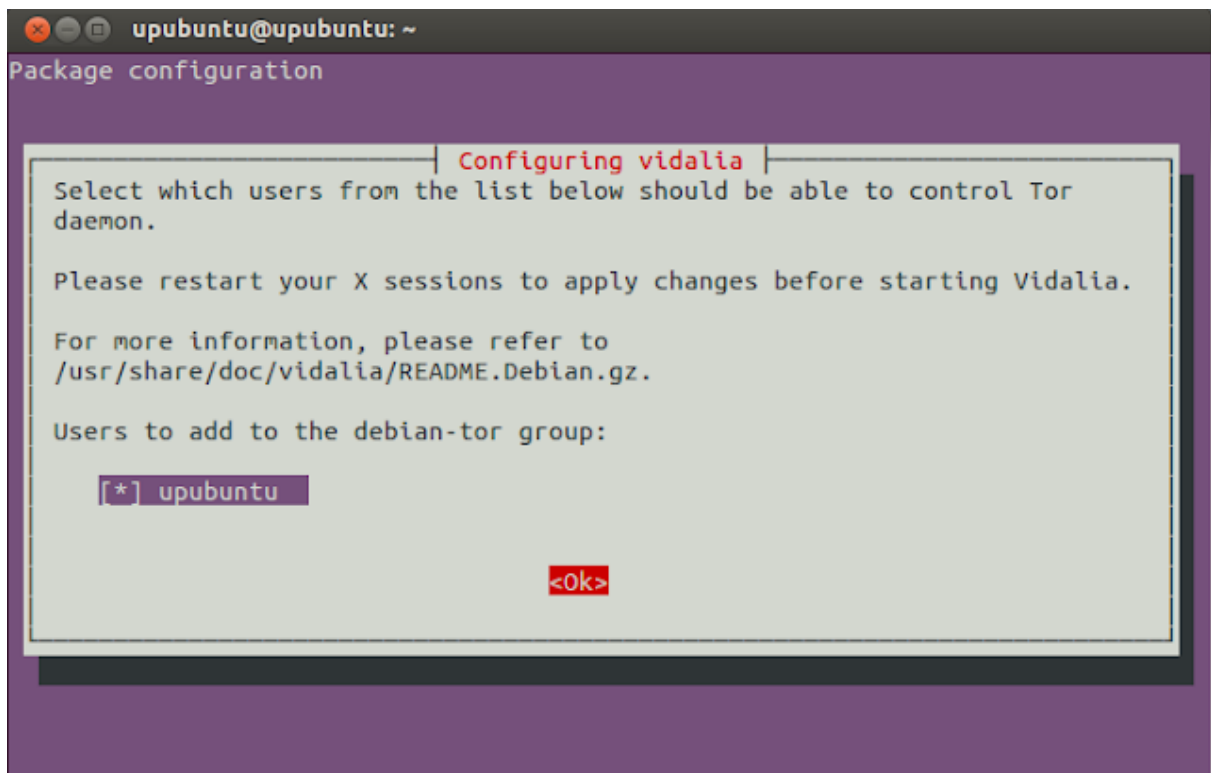 upubuntu@upubuntu: ~
Package configuration
Configuring vidalia
Select which users from the list below should be able to control Tor
daemon.
Please restart your X sessions to apply changes before starting Vidalia.
For more information, please refer to
/usr/share/doc/vidalia/README.Debian.gz.
Users to add to the debian-tor group:
[*] upubuntu
<Ok>